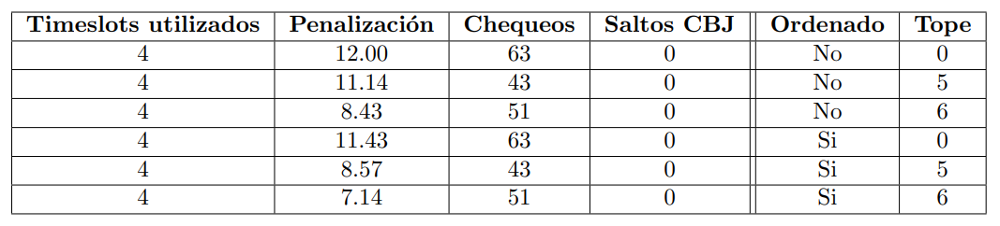 Timeslots utilizados Penalización Chequeos Saltos CBJ Ordenado Tope
4 12.00 63 0 No 0
4 11.14 43 0 No 5
4 8.43 51 0 No 6
4 11.43 63 0 Si 0
4 8.57 43 0 Si 5
4 7.14 51 0 Si 6